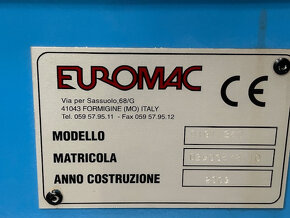 EUROMAC
Via per Sassuolo,68/G
41043 FORMIGINE (MO) ITALY
Tel. 059 57.95.11 - Fax 059 57.95.12
MODELLO
MATRICOLA
ANNO COSTRUZIONE